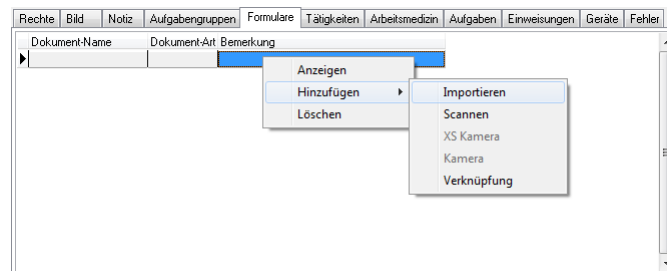 Rechte Bild Notiz Aufgabengruppen Formulare Tätigkeiten Arbeitsmedizin Aufgaben Einweisungen Geräte Fehler
Dokument-Name Dokument-Art Bemerkung
Anzeigen
Hinzufügen
Löschen
Importieren
Scannen
XS Kamera
Kamera
Verknüpfung